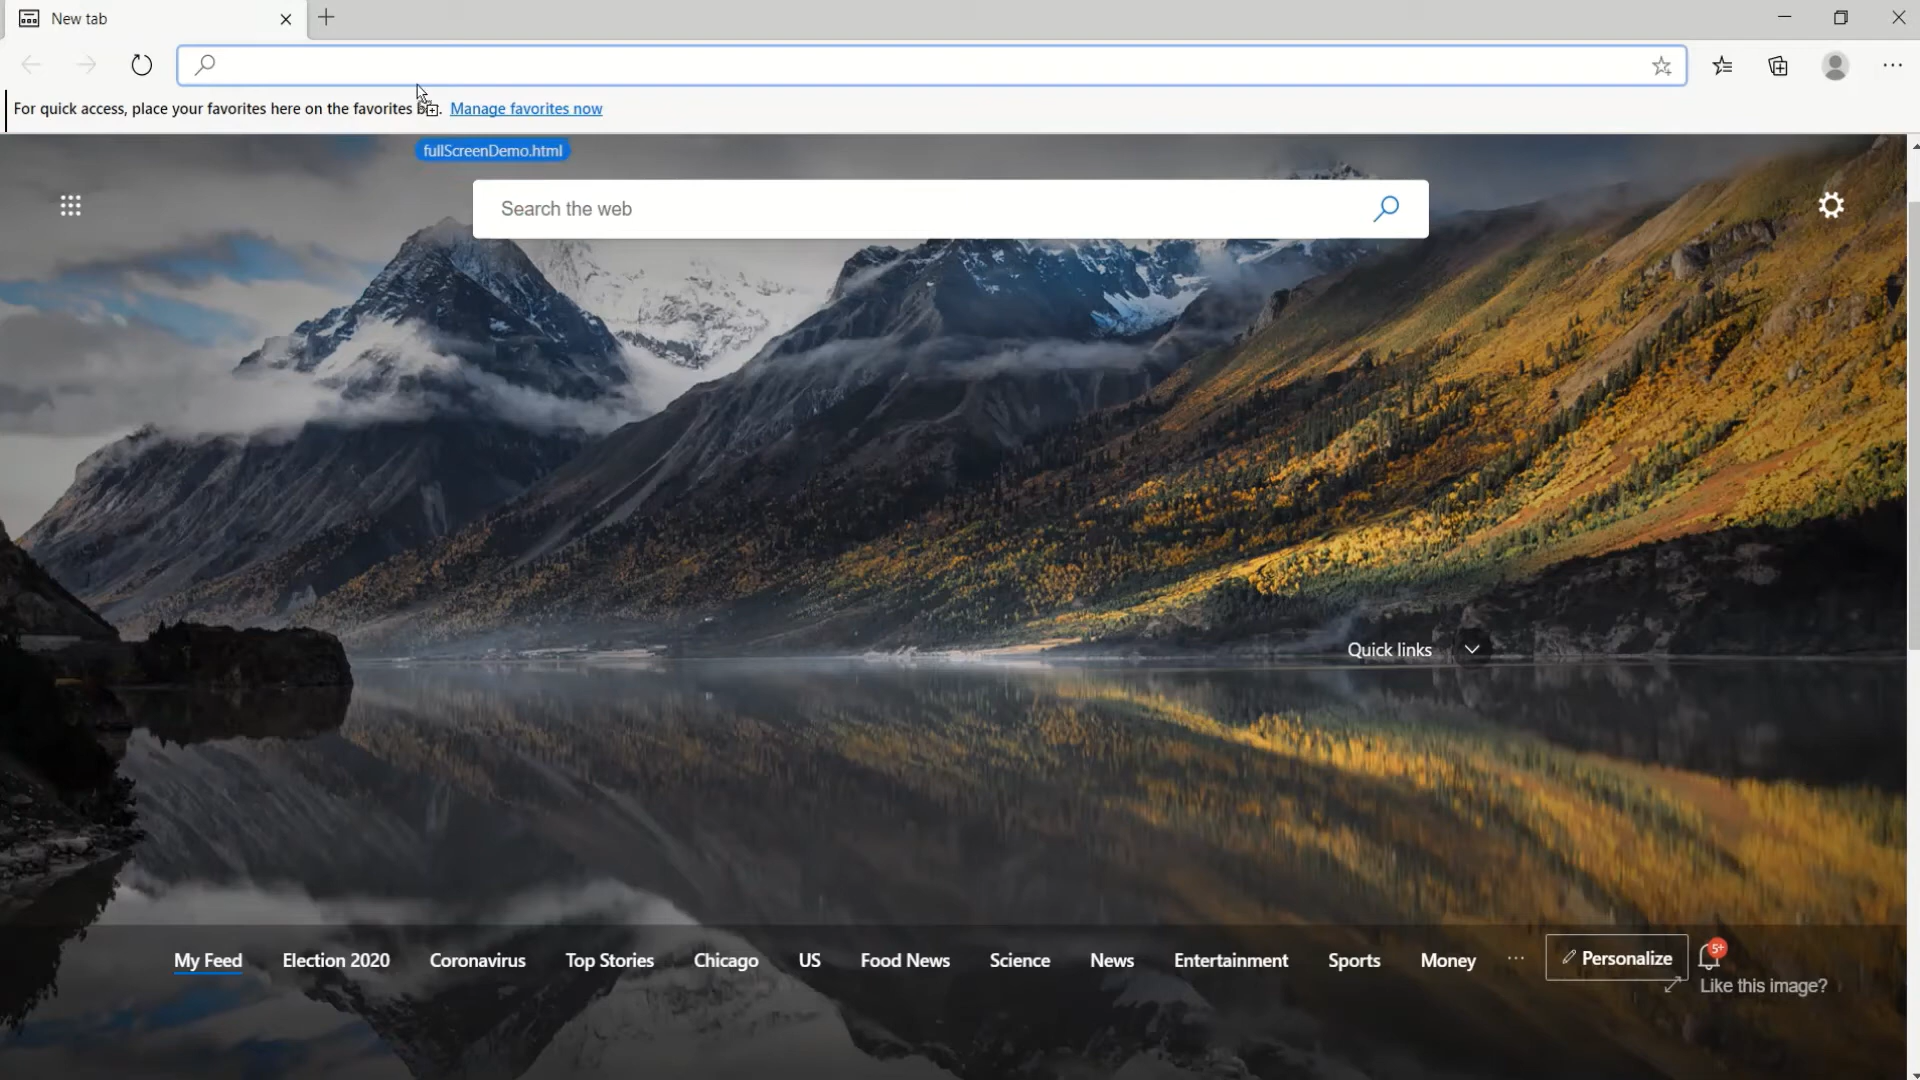 New tab
For quick access, place your favorites here on the favorites b . Manage favorites now
fullScreenDemo.html
Search the web
Quick links
My Feed Election 2020 Coronavirus Top Stories Chicago US Food News Science News Entertainment Sports Money ... Personalize 5+
Like this image?